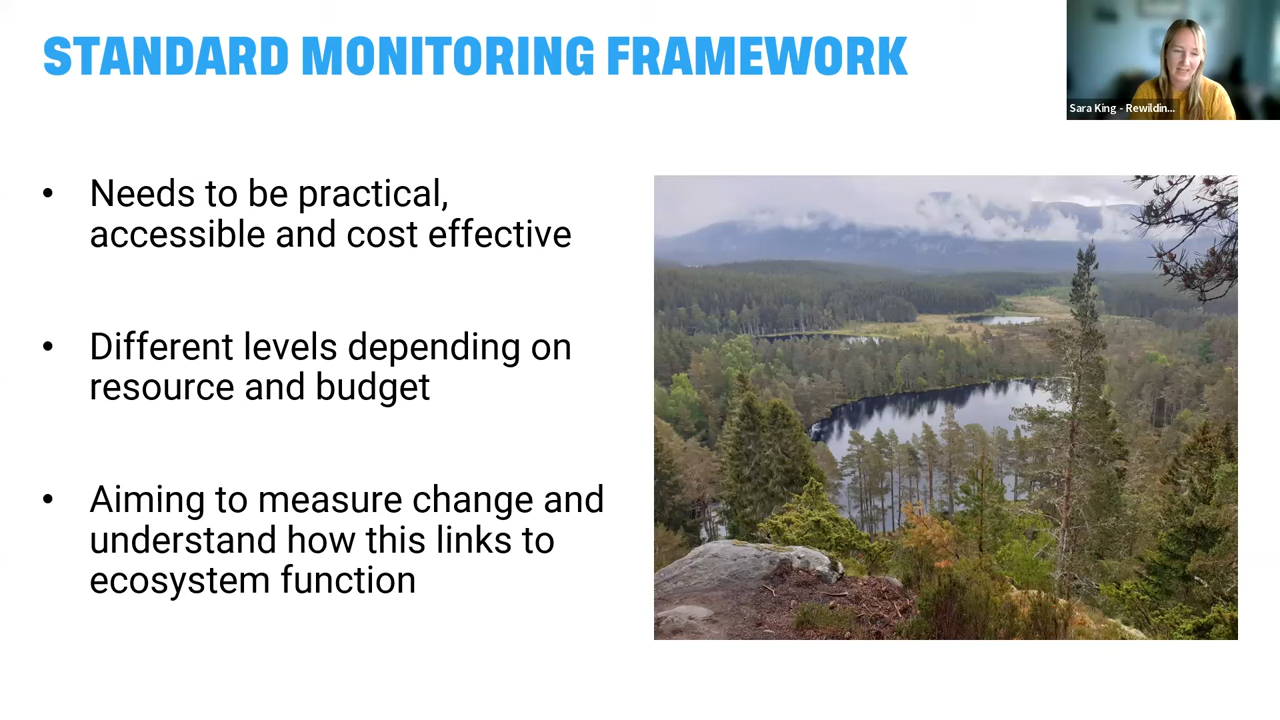 STANDARD MONITORING FRAMEWORK
Sara King - Rewildin...
• Needs to be practical,
accessible and cost effective
• Different levels depending on
resource and budget
• Aiming to measure change and
understand how this links to
ecosystem function